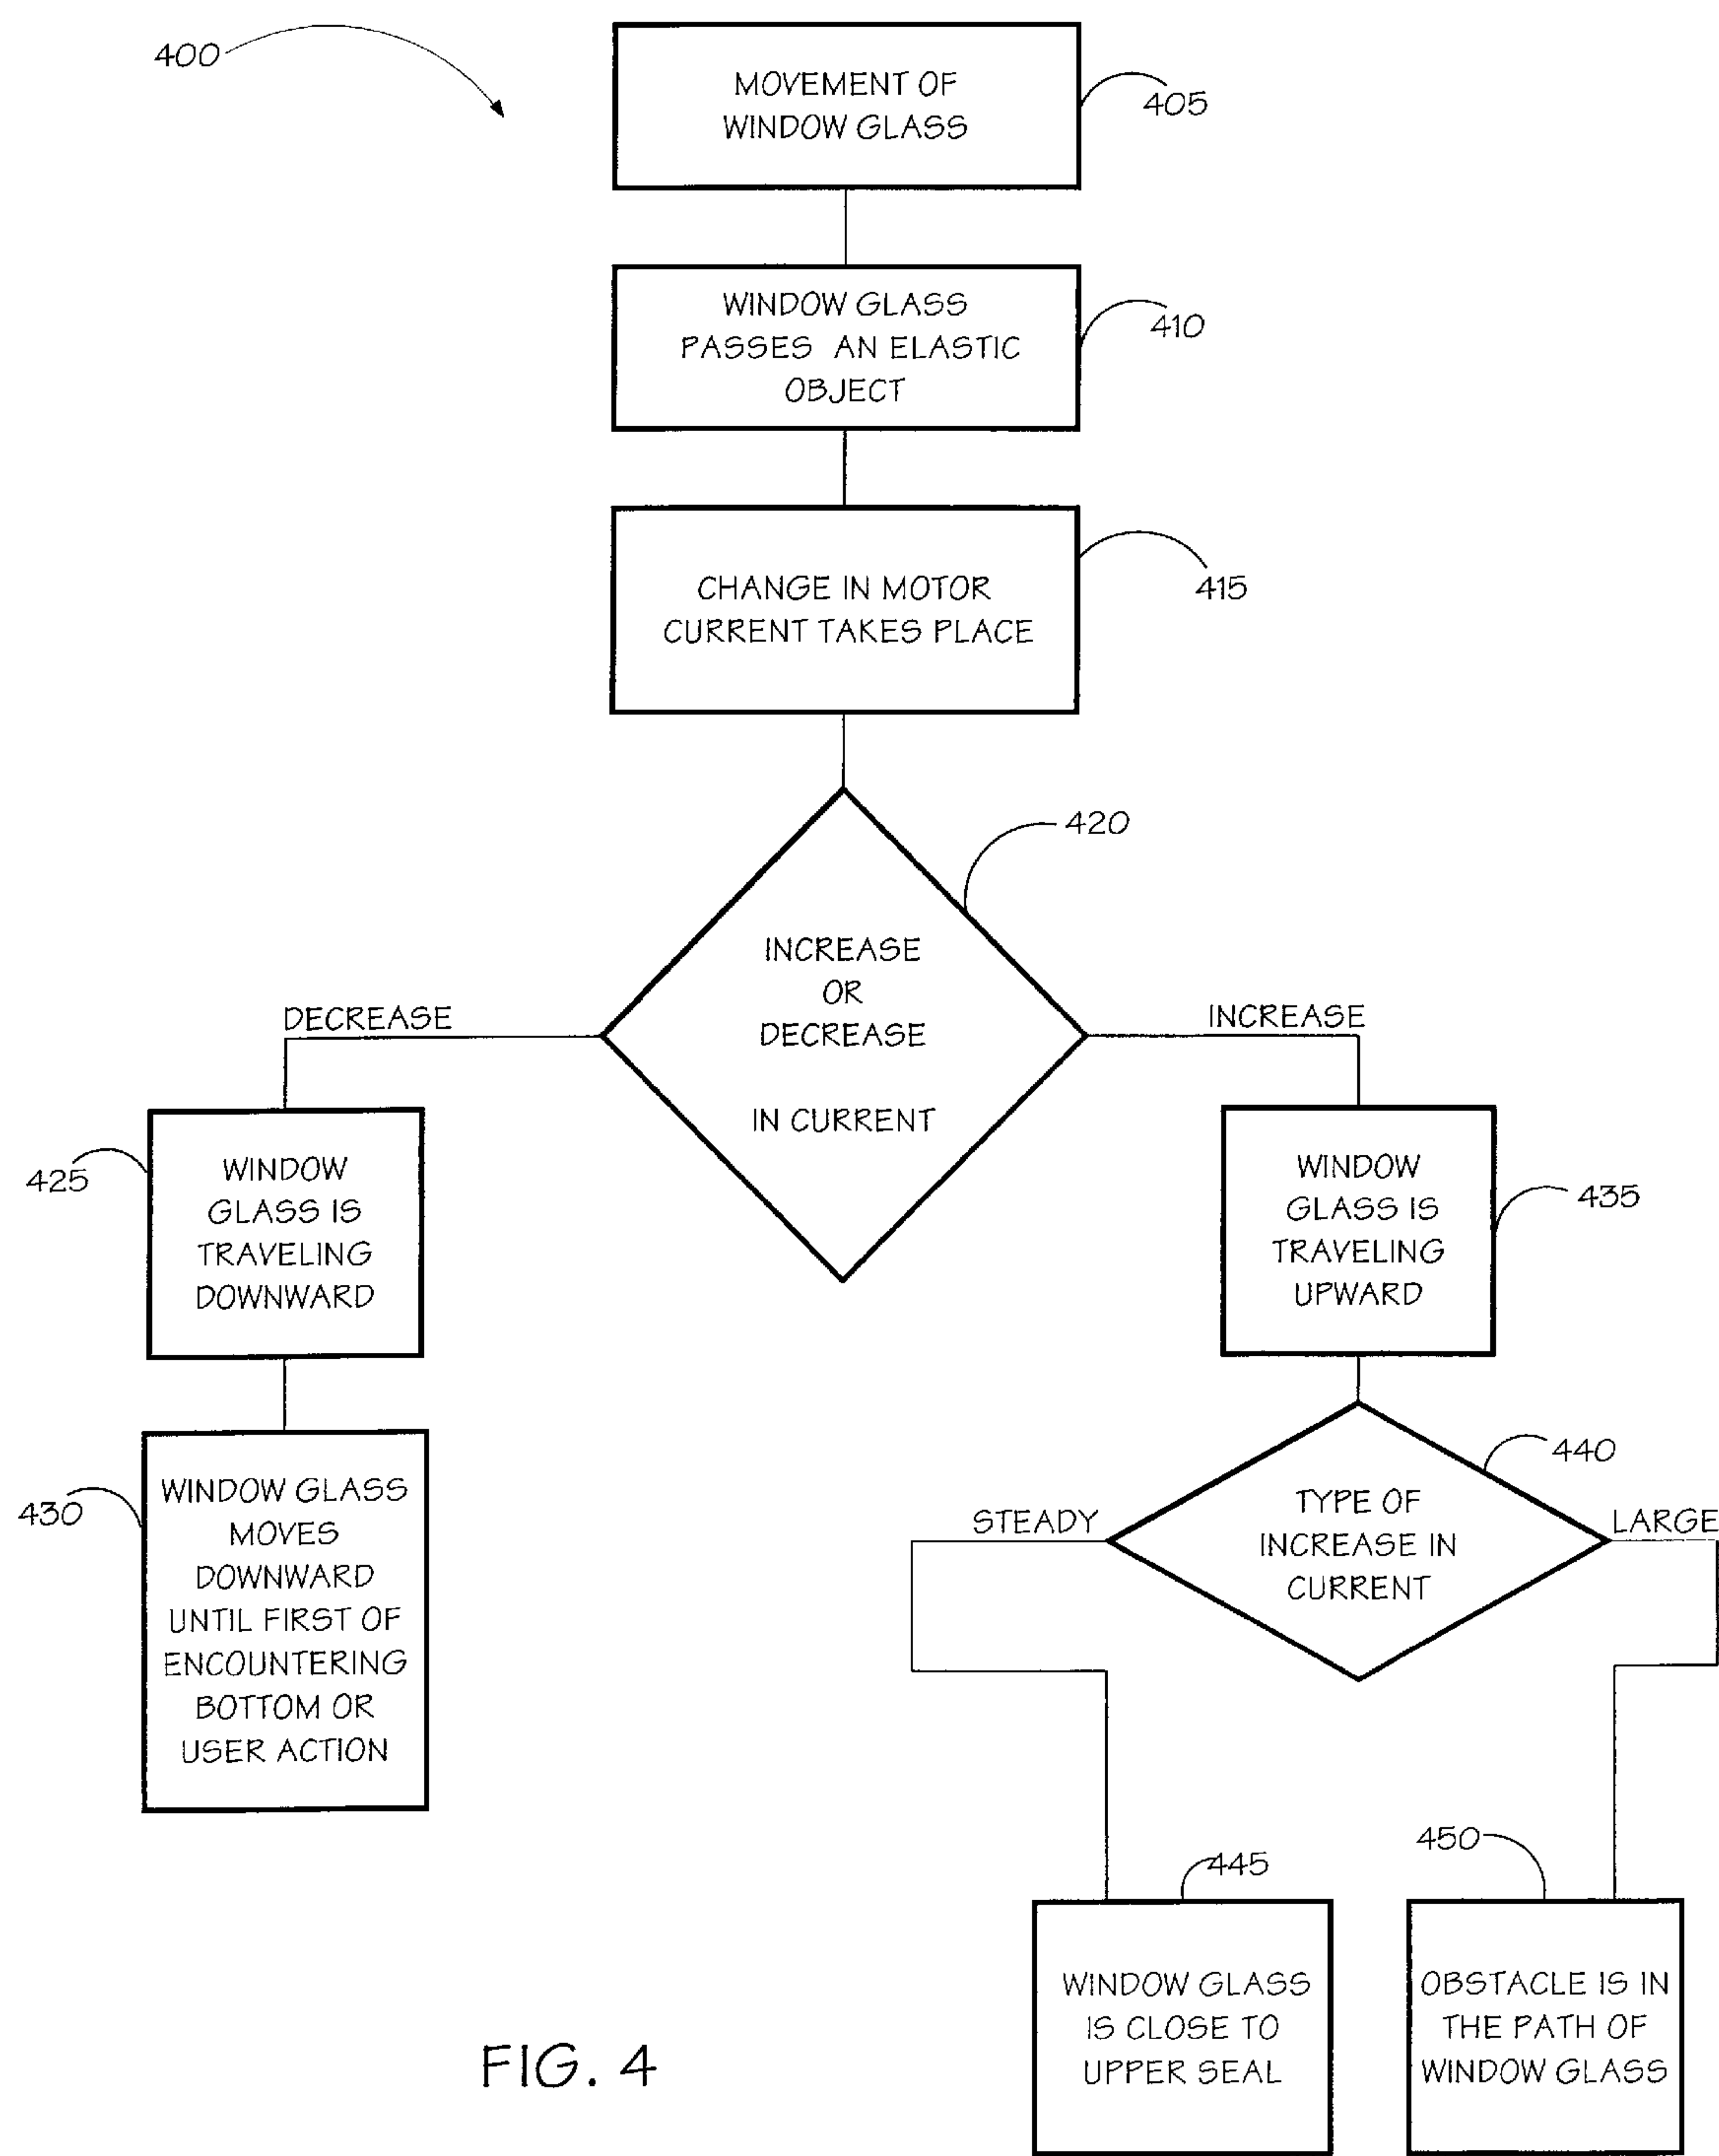 400
MOVEMENT OF
WINDOW GLASS
405
WINDOW GLASS
PASSES AN ELASTIC
OBJECT
410
CHANGE IN MOTOR
CURRENT TAKES PLACE
415
420
INCREASE
OR
DECREASE
IN CURRENT
DECREASE
INCREASE
425
WINDOW
GLASS IS
TRAVELING
DOWNWARD
WINDOW
GLASS IS
TRAVELING
UPWARD
435
430
WINDOW GLASS
MOVES
DOWNWARD
UNTIL FIRST OF
ENCOUNTERING
BOTTOM OR
USER ACTION
440
STEADY
TYPE OF
INCREASE IN
CURRENT
LARGE
445
WINDOW GLASS
IS CLOSE TO
UPPER SEAL
450
OBSTACLE IS IN
THE PATH OF
WINDOW GLASS
FIG. 4